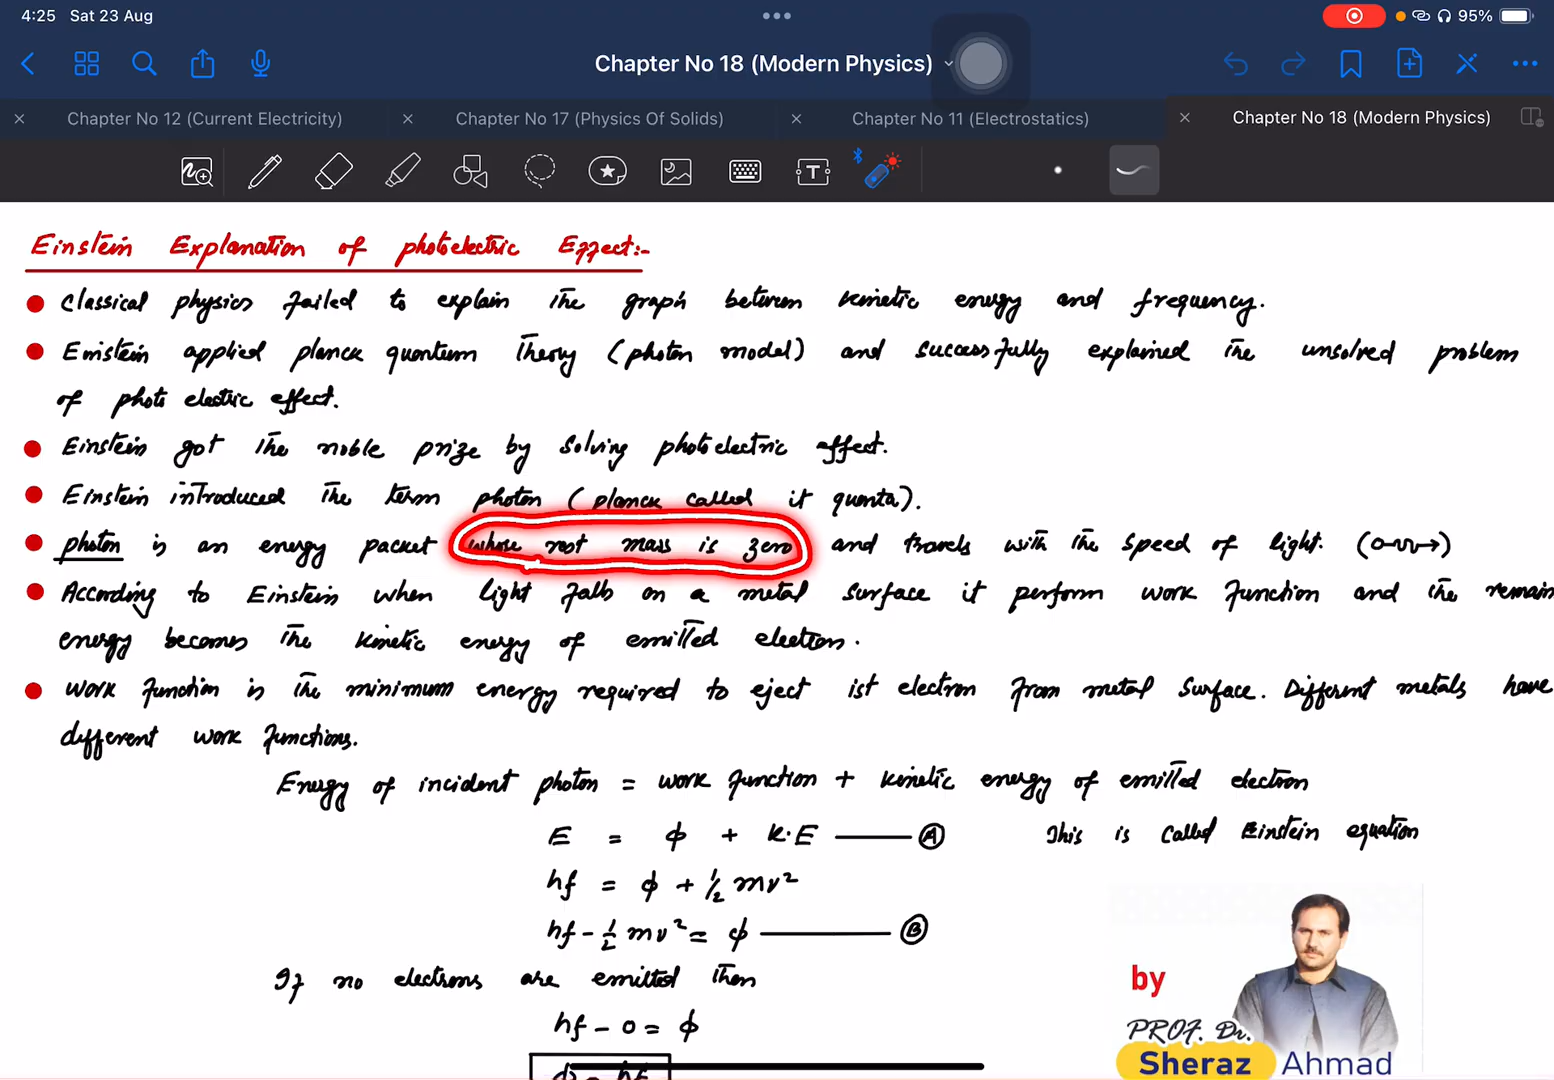 4:25 Sat 23 Aug
95%
Chapter No 18 (Modern Physics)
Chapter No 12 (Current Electricity)
Chapter No 17 (Physics Of Solids)
Chapter No 11 (Electrostatics)
Chapter No 18 (Modern Physics)
Einstein Explanation of photoelectric Effect:-
Classical physics failed to explain the graph between kinetic energy and frequency.
Einstein applied planck quantum Theory (photon model) and successfully explained the unsolved problem
of photo electric effect.
Einstein got the noble prize by solving photoelectric affect.
Einstein introduced the term photon (planck called it quanta).
photon is an energy packet whose rest mass is zero and travels with the speed of light.
According to Einstein when light falls on a metal surface it perform work function and the remain
energy becomes the kinetic energy of emitted electron.
work function is the minimum energy required to eject ist electron from metal surface. Different metals have
different work functions.
Energy of incident photon = work function + kinetic energy of emitted electron
E = ϕ + K.E Ⓐ This is called Einstein equation
hf = ϕ + ½ mv²
hf - ½ mv² = ϕ Ⓑ
If no electrons are emitted then
by
hf - 0 = ϕ
PROF. Dr.
Sheraz Ahmad